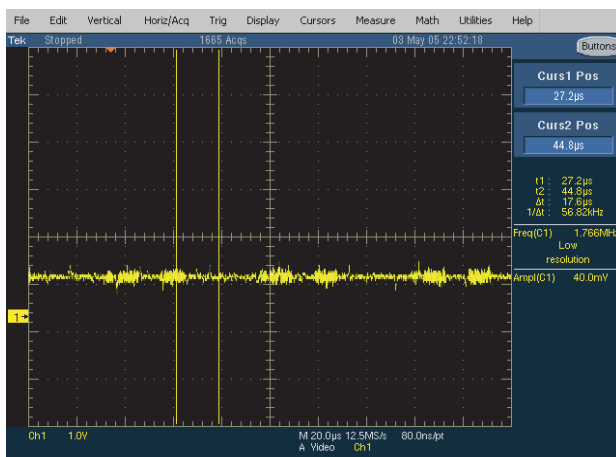 File Edit Vertical Horiz/Acq Trig Display Cursors Measure Math Utilities Help
Tek Stopped 1665 Acqs 03 May 05 22:52:18
Buttons
Curs1 Pos
27.2µs
Curs2 Pos
44.8µs
t1: 27.2µs
t2: 44.8µs
Δt: 17.6µs
1/Δt: 56.82kHz
Freq(C1) 1.766MHz
Low
resolution
Ampl(C1) 40.0mV
1
Ch1 1.0V M 20.0µs 12.5MS/s 80.0ns/pt
A Video Ch1